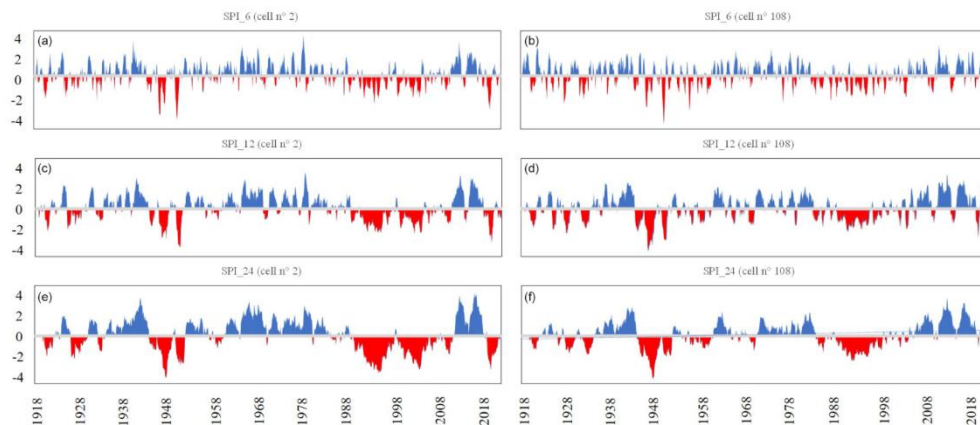 SPI_6 (cell n° 2)
SPI_6 (cell n° 108)
4
2
0
-2
-4
(a)
(b)
SPI_12 (cell n° 2)
SPI_12 (cell n° 108)
4
2
0
-2
-4
(c)
(d)
SPI_24 (cell n° 2)
SPI_24 (cell n° 108)
4
2
0
-2
-4
(e)
(f)
1918 1928 1938 1948 1958 1968 1978 1988 1998 2008 2018
1918 1928 1938 1948 1958 1968 1978 1988 1998 2008 2018